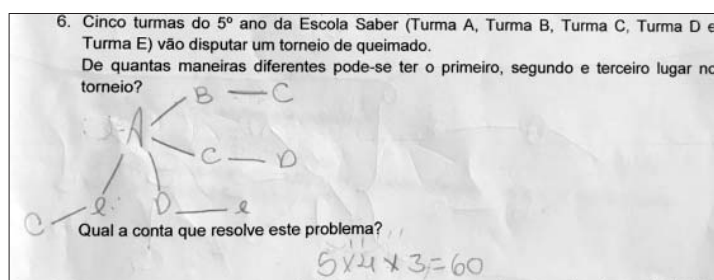 6. Cinco turmas do 5º ano da Escola Saber (Turma A, Turma B, Turma C, Turma D e
Turma E) vão disputar um torneio de queimado.
De quantas maneiras diferentes pode-se ter o primeiro, segundo e terceiro lugar no
torneio?
B — C
A
C — D
C — e D — e
Qual a conta que resolve este problema?
5x4x3=60